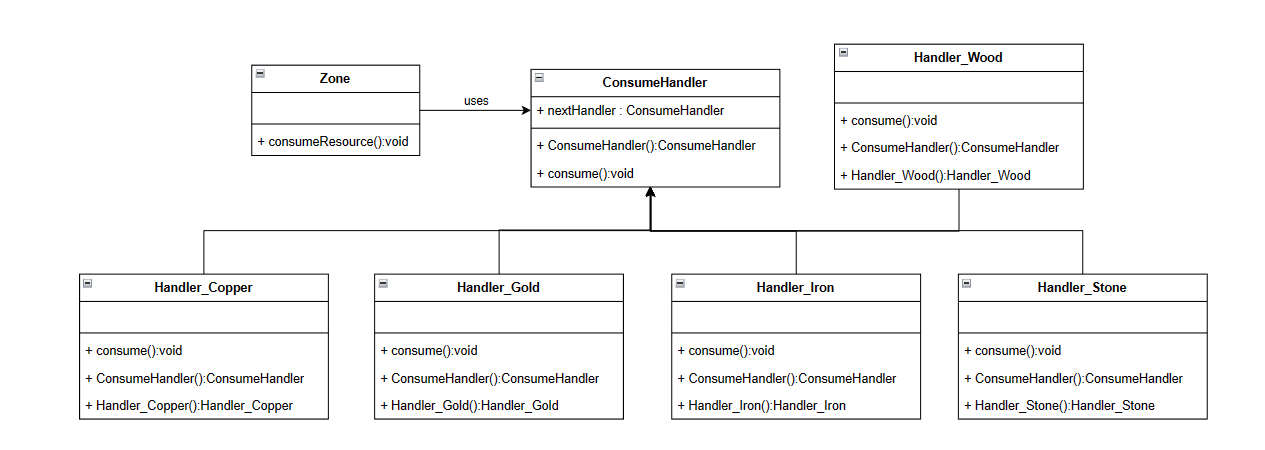 Zone
+ consumeResource():void
uses
ConsumeHandler
+ nextHandler : ConsumeHandler
+ ConsumeHandler():ConsumeHandler
+ consume():void
Handler_Wood
+ consume():void
+ ConsumeHandler():ConsumeHandler
+ Handler_Wood():Handler_Wood
Handler_Copper
+ consume():void
+ ConsumeHandler():ConsumeHandler
+ Handler_Copper():Handler_Copper
Handler_Gold
+ consume():void
+ ConsumeHandler():ConsumeHandler
+ Handler_Gold():Handler_Gold
Handler_Iron
+ consume():void
+ ConsumeHandler():ConsumeHandler
+ Handler_Iron():Handler_Iron
Handler_Stone
+ consume():void
+ ConsumeHandler():ConsumeHandler
+ Handler_Stone():Handler_Stone